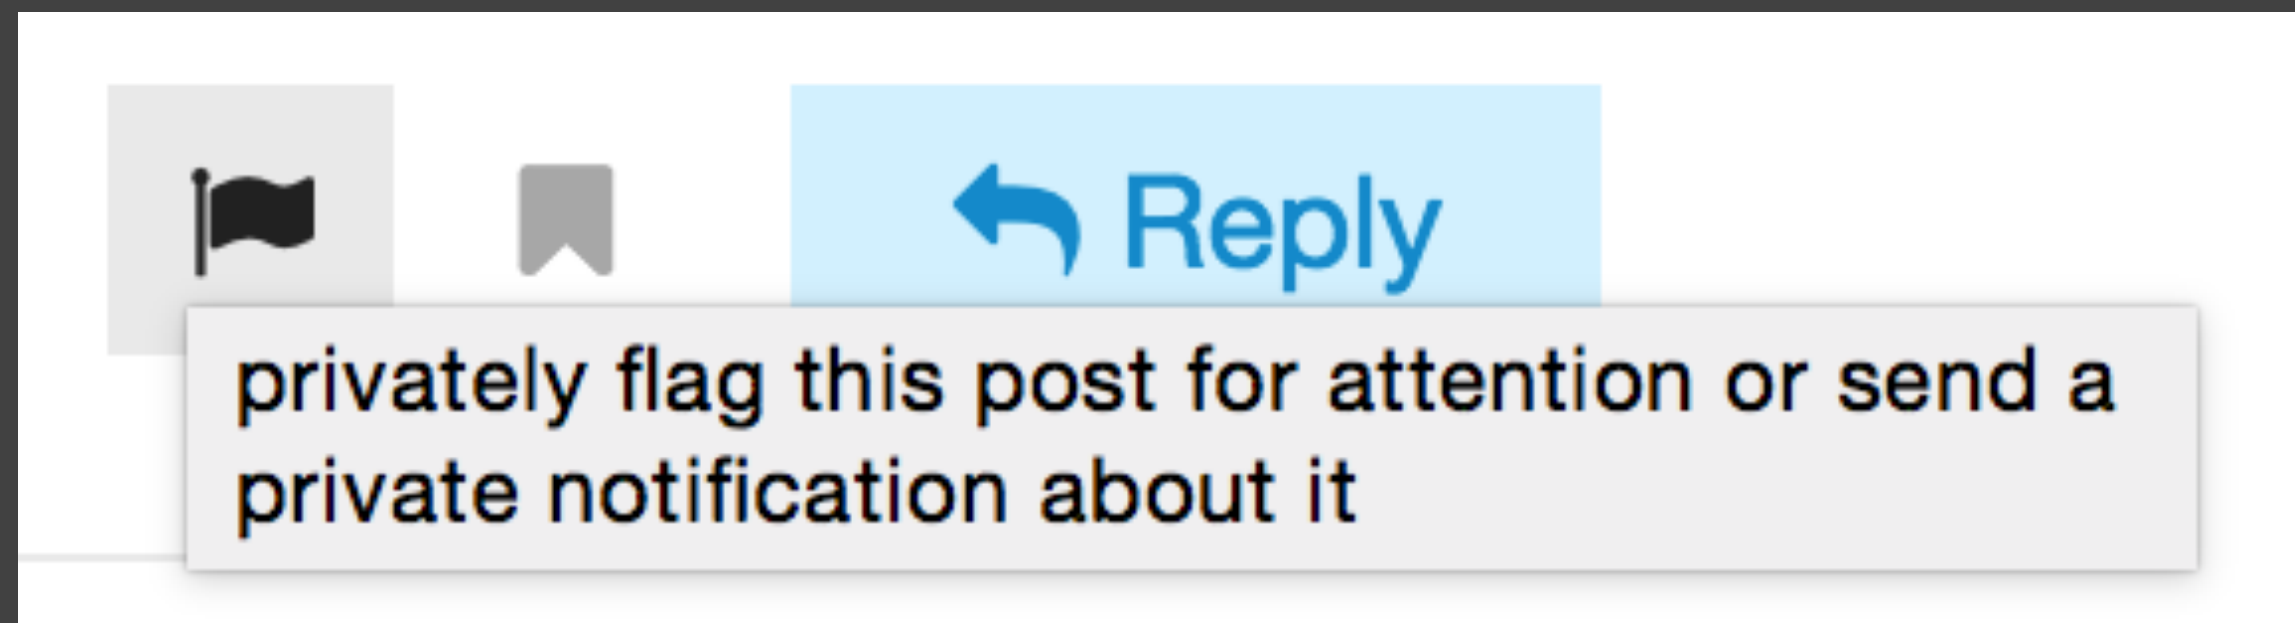 Reply
privately flag this post for attention or send a
private notification about it